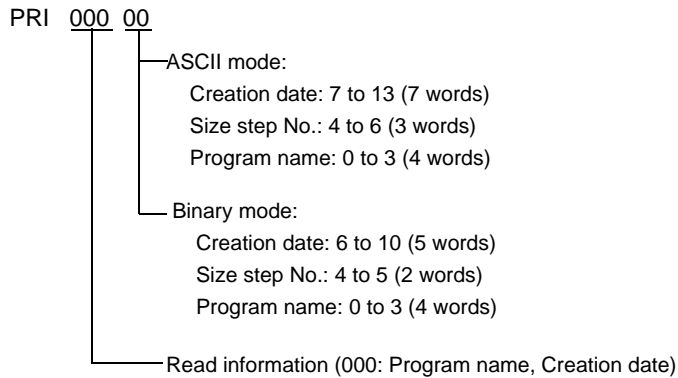 PRI 000 00
ASCII mode:
Creation date: 7 to 13 (7 words)
Size step No.: 4 to 6 (3 words)
Program name: 0 to 3 (4 words)
Binary mode:
Creation date: 6 to 10 (5 words)
Size step No.: 4 to 5 (2 words)
Program name: 0 to 3 (4 words)
Read information (000: Program name, Creation date)